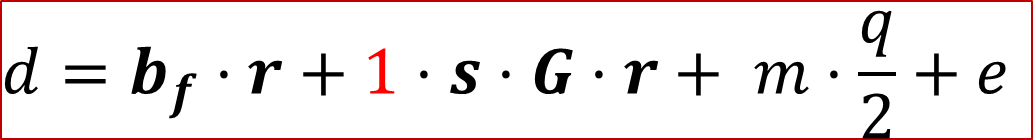 d = b_f · r + 1 · s · G · r + m · q/2 + e